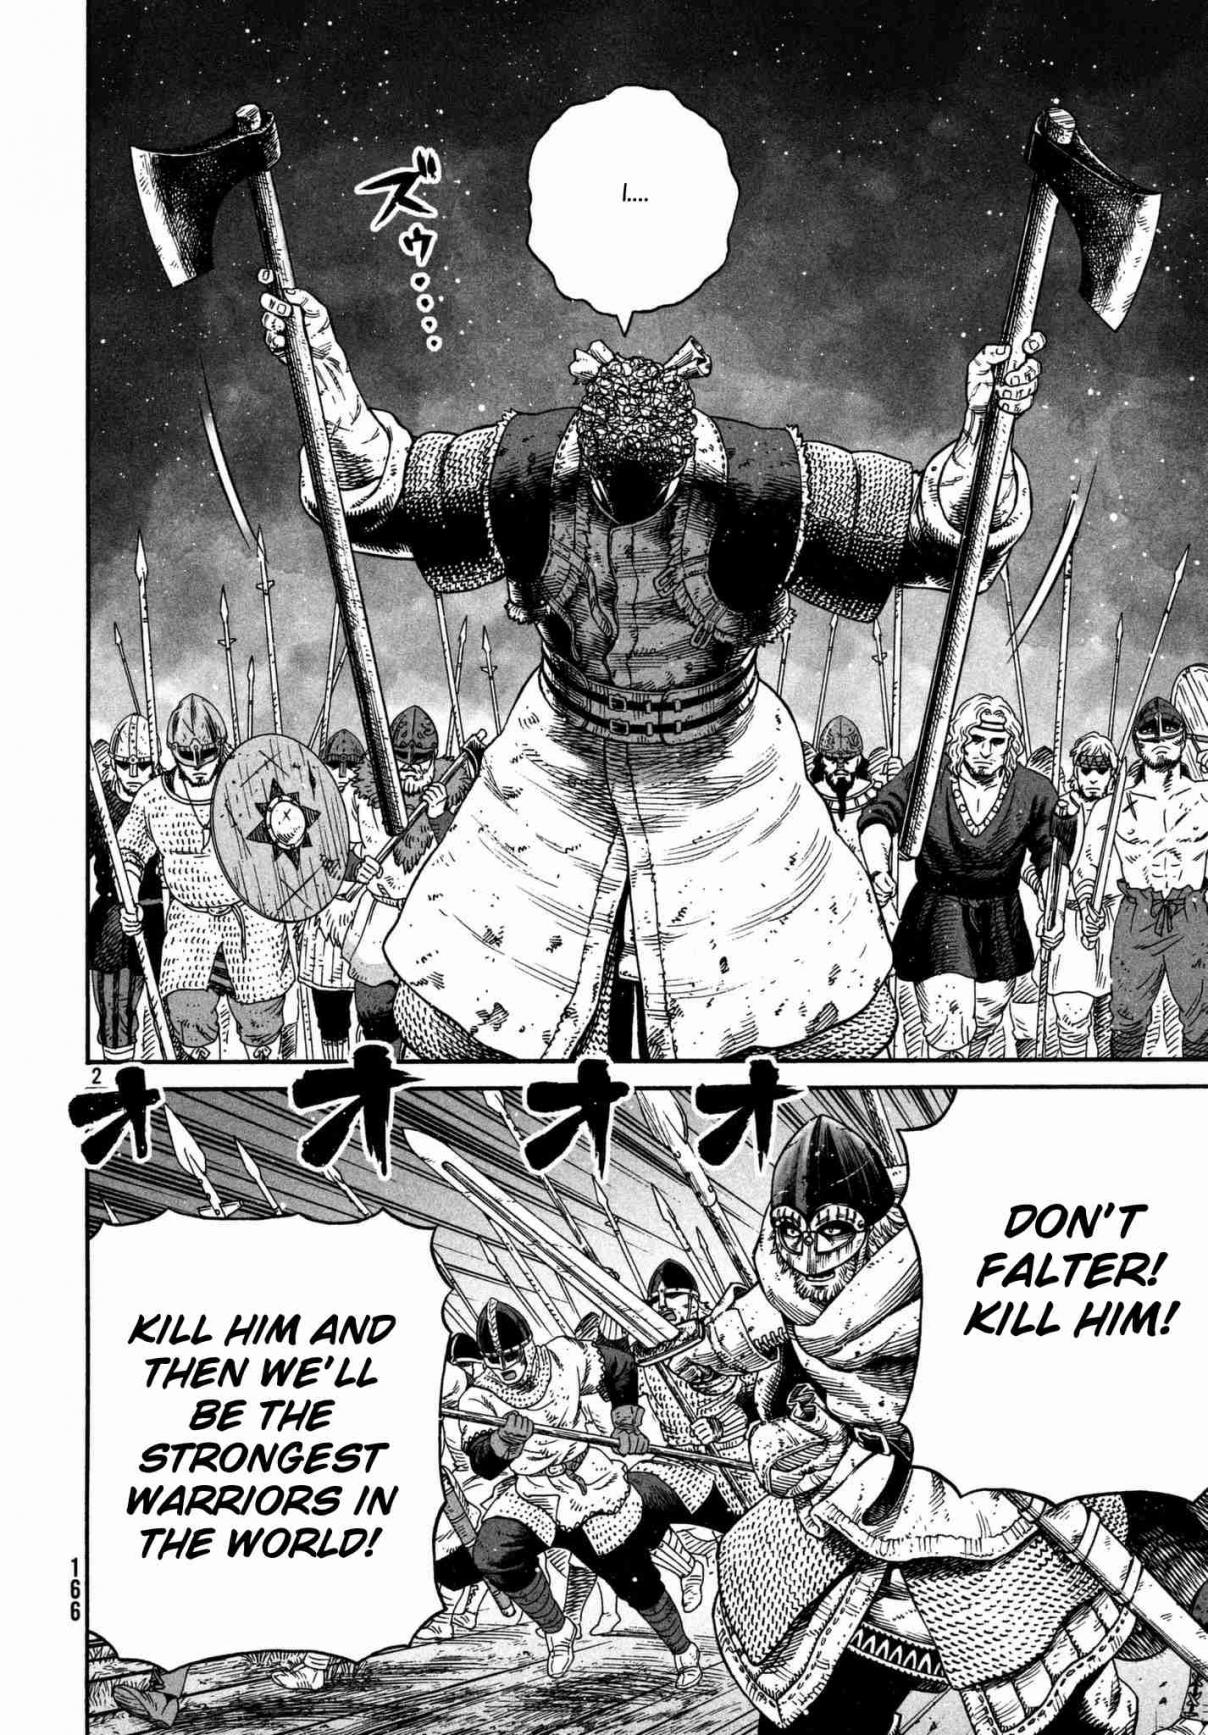 I....
ズゥ‥‥
2
オオオオ
DON'T
FALTER!
KILL HIM!
KILL HIM AND
THEN WE'LL
BE THE
STRONGEST
WARRIORS IN
THE WORLD!
166